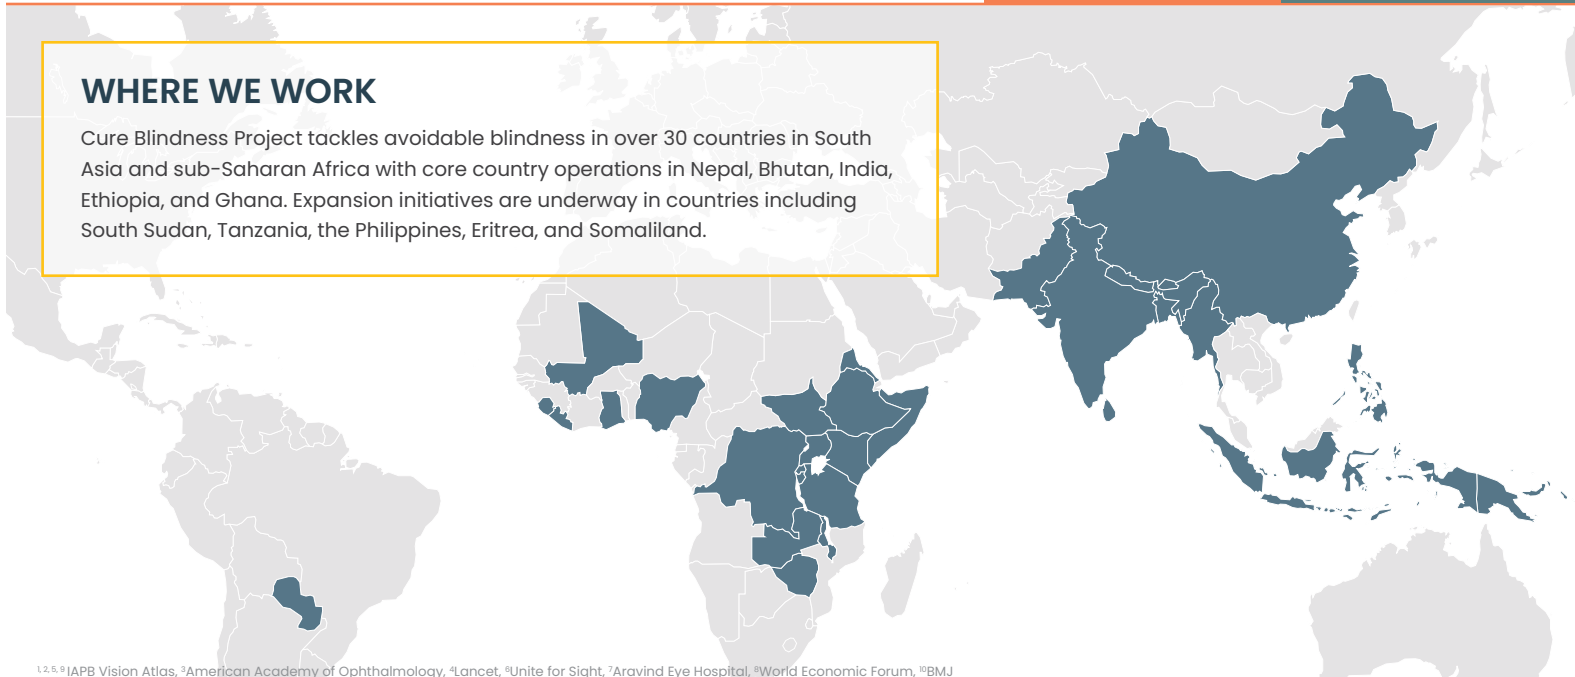 WHERE WE WORK
Cure Blindness Project tackles avoidable blindness in over 30 countries in South
Asia and sub-Saharan Africa with core country operations in Nepal, Bhutan, India,
Ethiopia, and Ghana. Expansion initiatives are underway in countries including
South Sudan, Tanzania, the Philippines, Eritrea, and Somaliland.
1, 2, 5, 9 IAPB Vision Atlas, 3American Academy of Ophthalmology, 4Lancet, 6Unite for Sight, 7Aravind Eye Hospital, 8World Economic Forum, 10BMJ